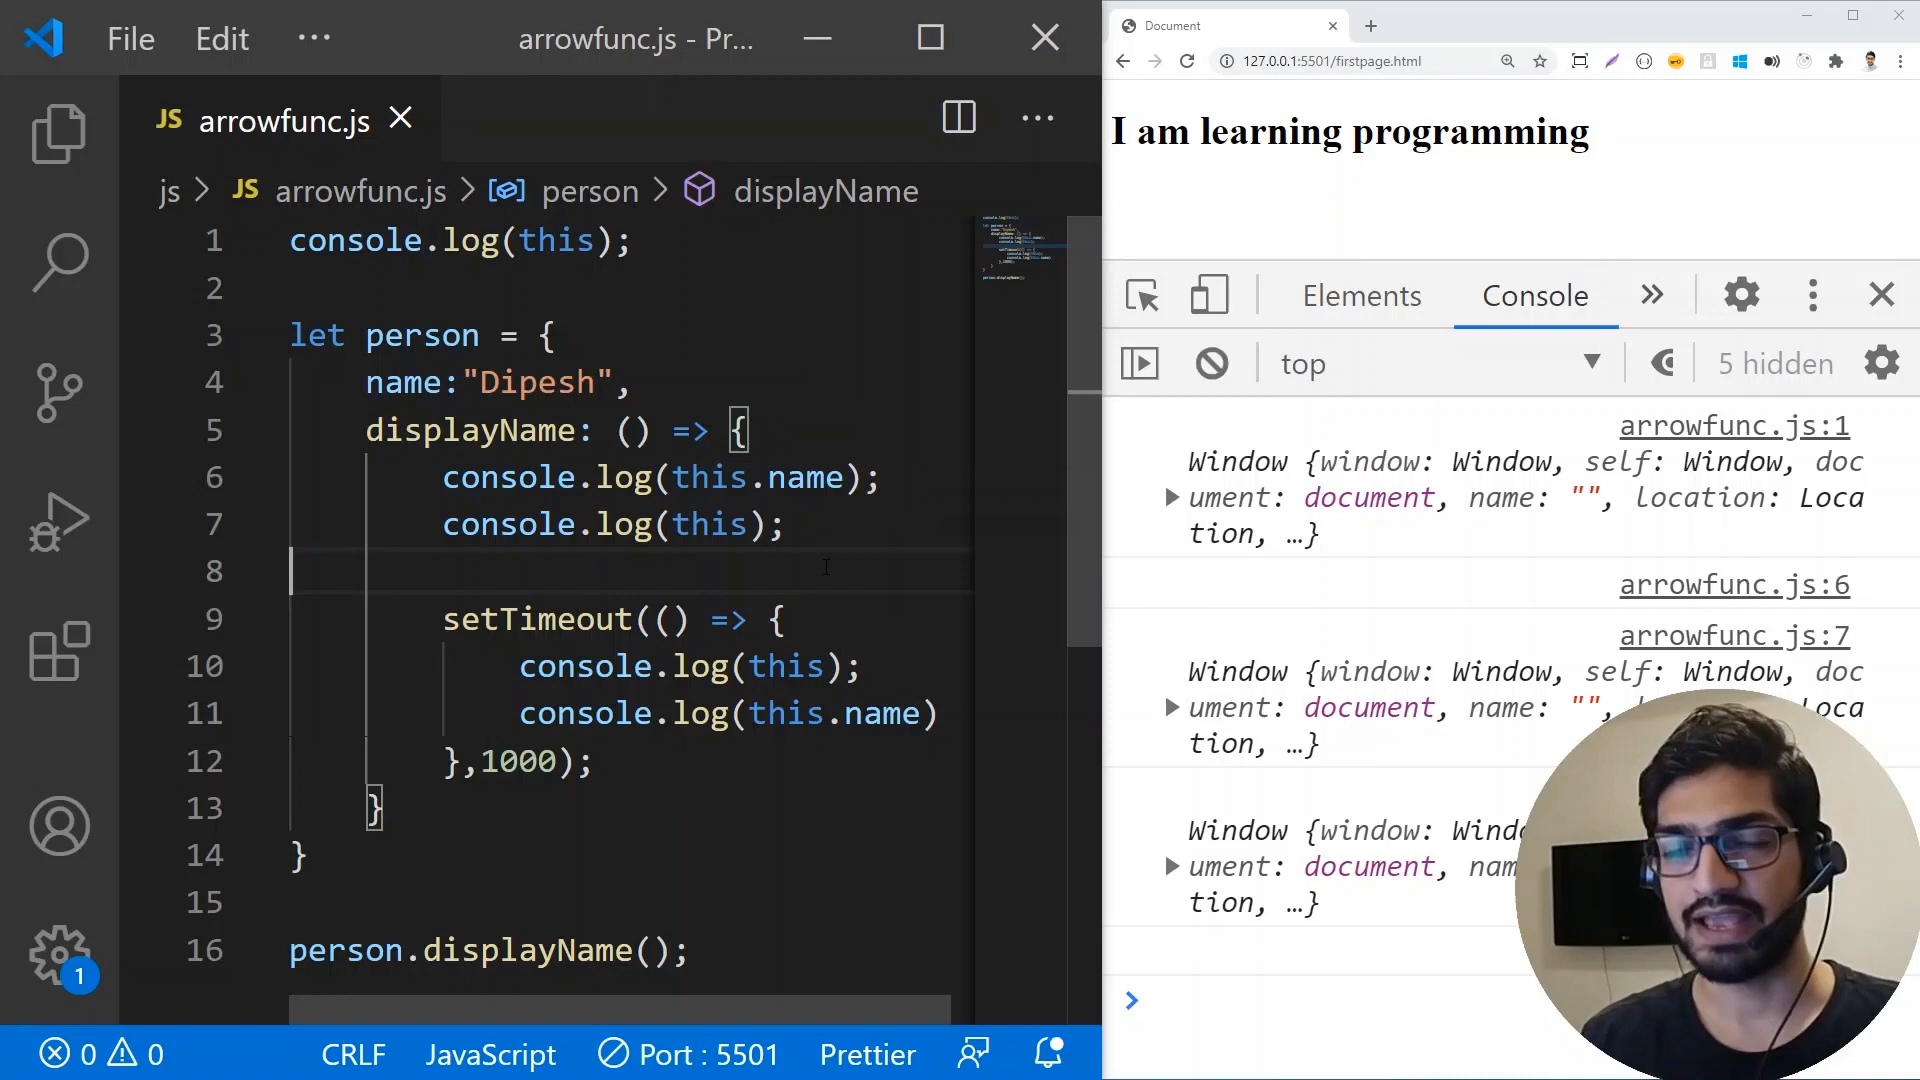 File Edit ··· arrowfunc.js - Pr...
JS arrowfunc.js
js > JS arrowfunc.js > person > displayName
1 console.log(this);
2
3 let person = {
4 name:"Dipesh",
5 displayName: () => {
6 console.log(this.name);
7 console.log(this);
8
9 setTimeout(() => {
10 console.log(this);
11 console.log(this.name)
12 },1000);
13 }
14 }
15
16 person.displayName();
1
0 0 CRLF JavaScript Port : 5501 Prettier
Document
127.0.0.1:5501/firstpage.html
I am learning programming
Elements Console
top 5 hidden
arrowfunc.js:1
Window {window: Window, self: Window, doc
ument: document, name: "", location: Loca
tion, …}
arrowfunc.js:6
arrowfunc.js:7
Window {window: Window, self: Window, doc
ument: document, name: "", Loca
tion, …}
Window {window:
ument: document,
tion, …}